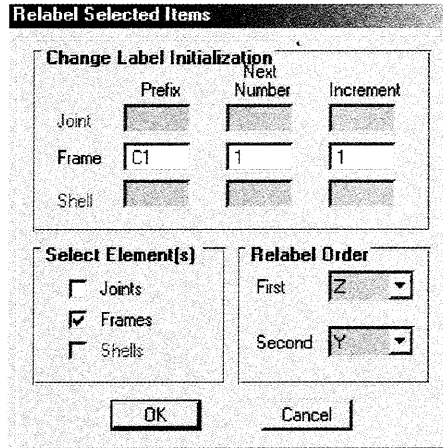 Relabel Selected Items
Change Label Initialization
Prefix Next Number Increment
Joint
Frame C1 1 1
Shell
Select Element(s)
Joints
Frames
Shells
Relabel Order
First Z
Second Y
OK Cancel